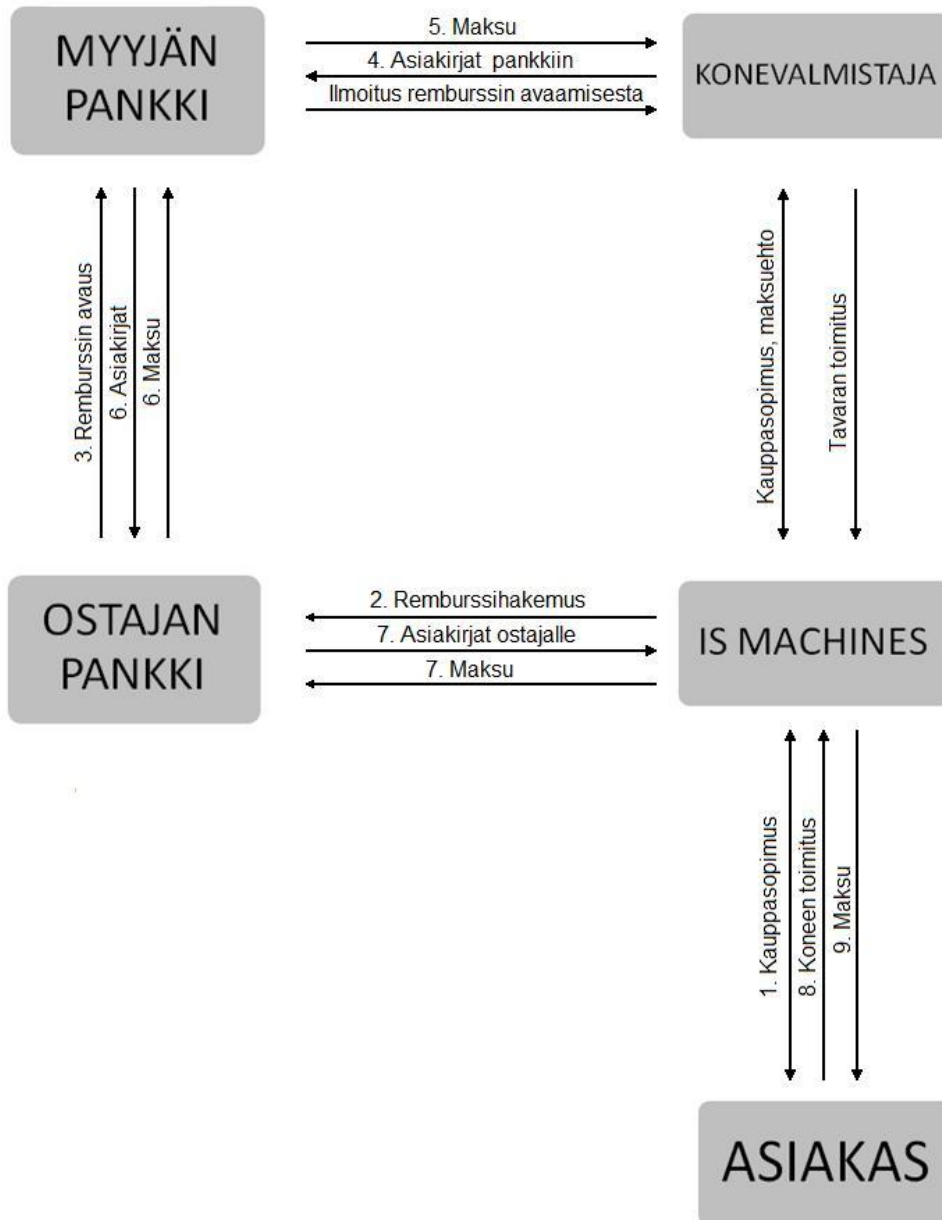 MYYJÄN
PANKKI
5. Maksu
4. Asiakirjat pankkiin
Ilmoitus remburssin avaamisesta
KONEVALMISTAJA
3. Remburssin avaus
6. Asiakirjat
6. Maksu
Kauppasopimus, maksuehto
Tavaran toimitus
OSTAJAN
PANKKI
2. Remburssihakemus
7. Asiakirjat ostajalle
7. Maksu
IS MACHINES
1. Kauppasopimus
8. Koneen toimitus
9. Maksu
ASIAKAS